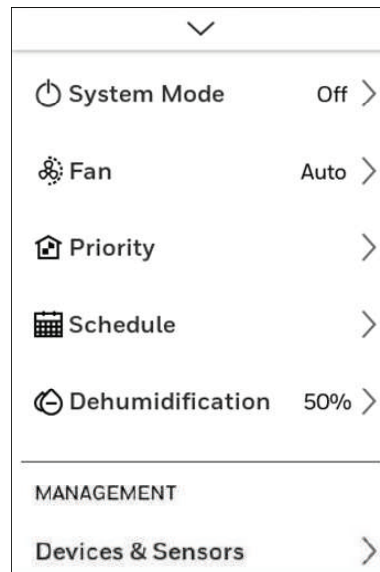 System Mode Off
Fan Auto
Priority
Schedule
Dehumidification 50%
MANAGEMENT
Devices & Sensors